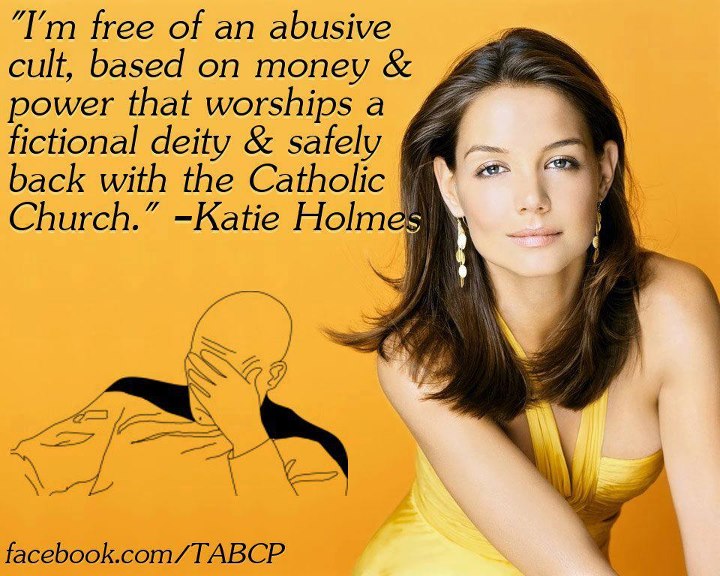 "I'm free of an abusive
cult, based on money &
power that worships a
fictional deity & safely
back with the Catholic
Church." –Katie Holmes
facebook.com/TABCP